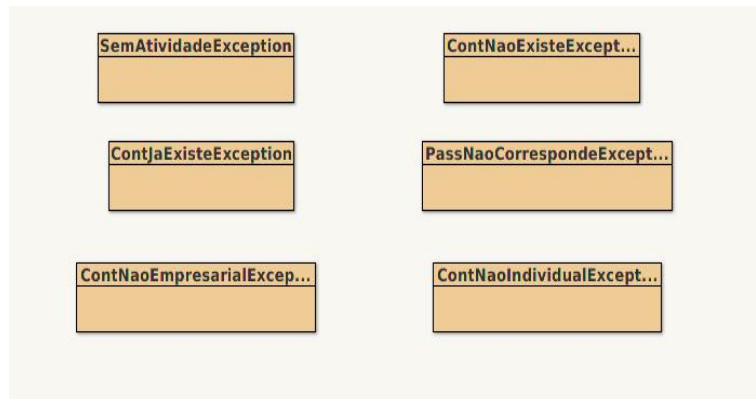 SemAtividadeException
ContNaoExisteExcept...
ContJaExisteException
PassNaoCorrespondeExcept...
ContNaoEmpresarialExcep...
ContNaoIndividualExcept...